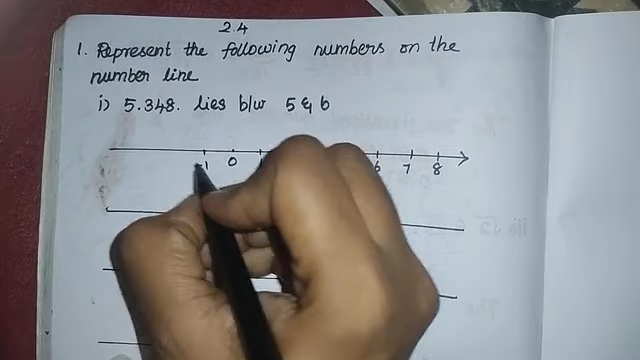 2.4
1. Represent the following numbers on the
number line
i) 5.348. lies b/w 5 & 6
-1 0 6 7 8